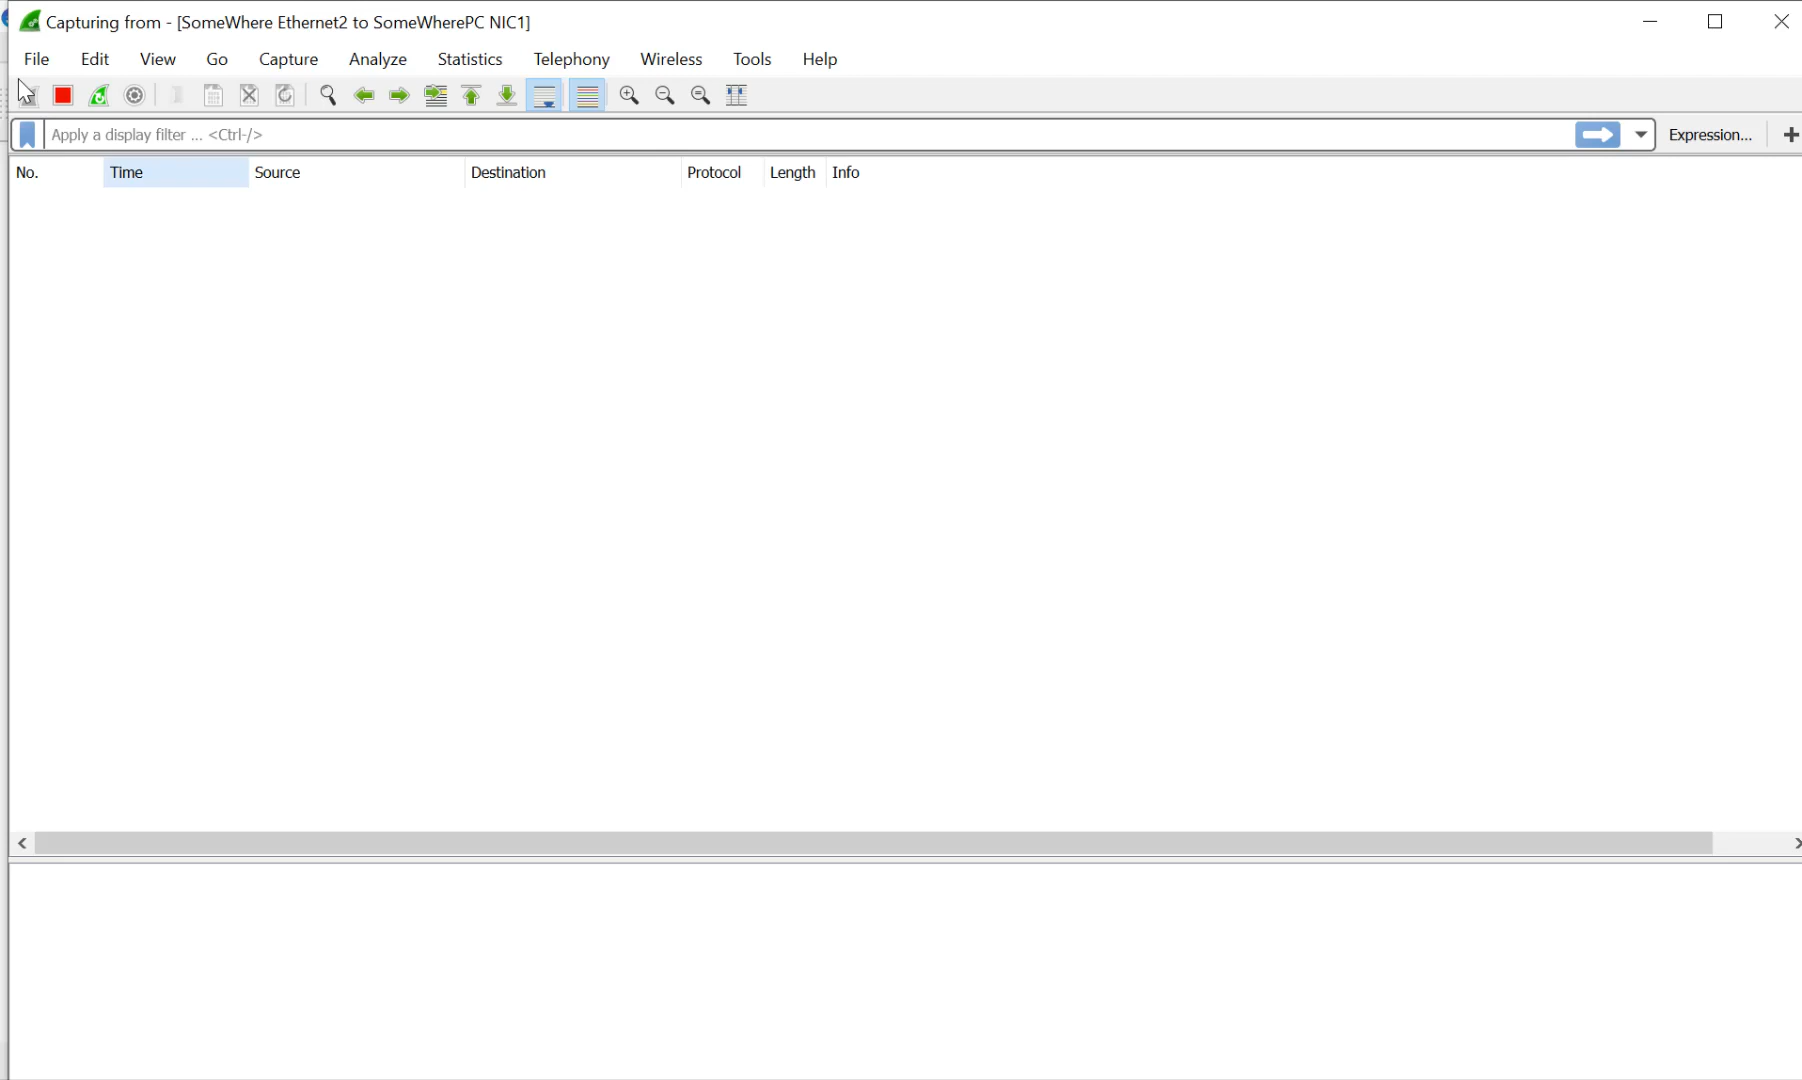 Capturing from - [SomeWhere Ethernet2 to SomeWherePC NIC1]
File Edit View Go Capture Analyze Statistics Telephony Wireless Tools Help
Apply a display filter ... <Ctrl-/> Expression... +
No. Time Source Destination Protocol Length Info